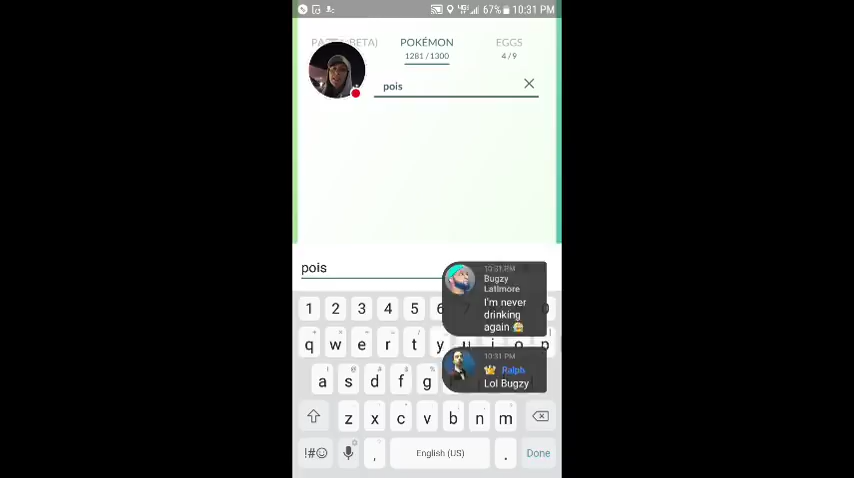 67% 10:31 PM
POKÉMON
EGGS
1281 / 1300
4 / 9
pois
pois
10:31 PM
Bugzy
Latimore
I'm never
drinking
again
10:31 PM
Ralph
Lol Bugzy
1 2 3 4 5
q w e r t y u i o p
a s d f g
z x c v b n m
!#☺ , English (US) . Done